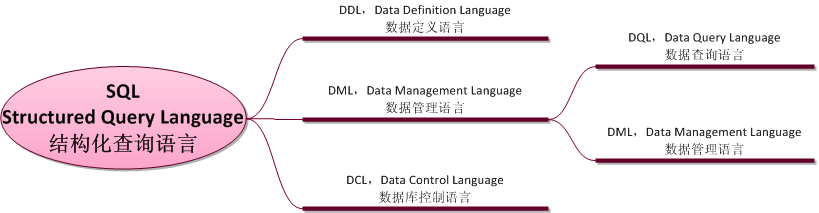 SQL
Structured Query Language
结构化查询语言
DDL，Data Definition Language
数据定义语言
DML，Data Management Language
数据管理语言
DCL，Data Control Language
数据库控制语言
DQL，Data Query Language
数据查询语言
DML，Data Management Language
数据管理语言